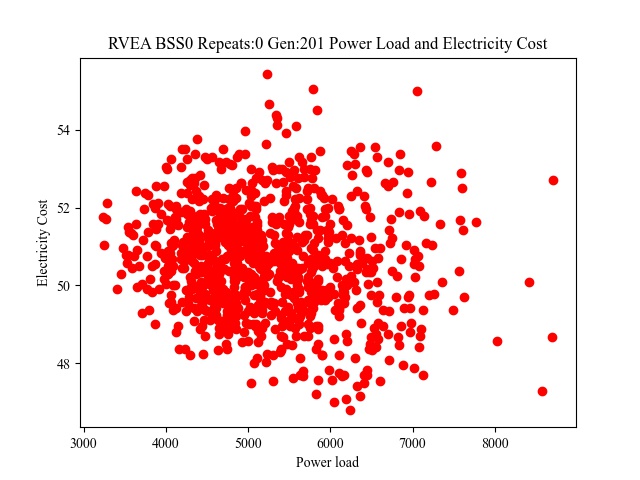 RVEA BSS0 Repeats:0 Gen:201 Power Load and Electricity Cost
Electricity Cost
54
52
50
48
3000 4000 5000 6000 7000 8000
Power load